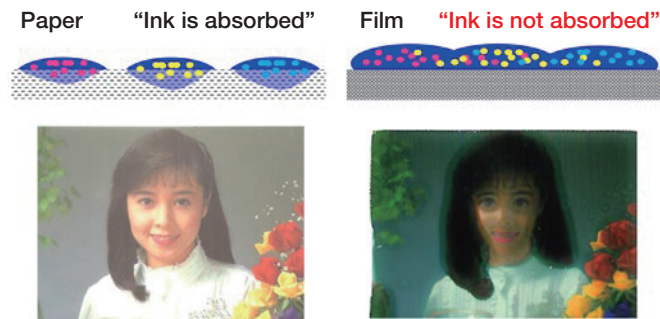 Paper “Ink is absorbed” Film “Ink is not absorbed”